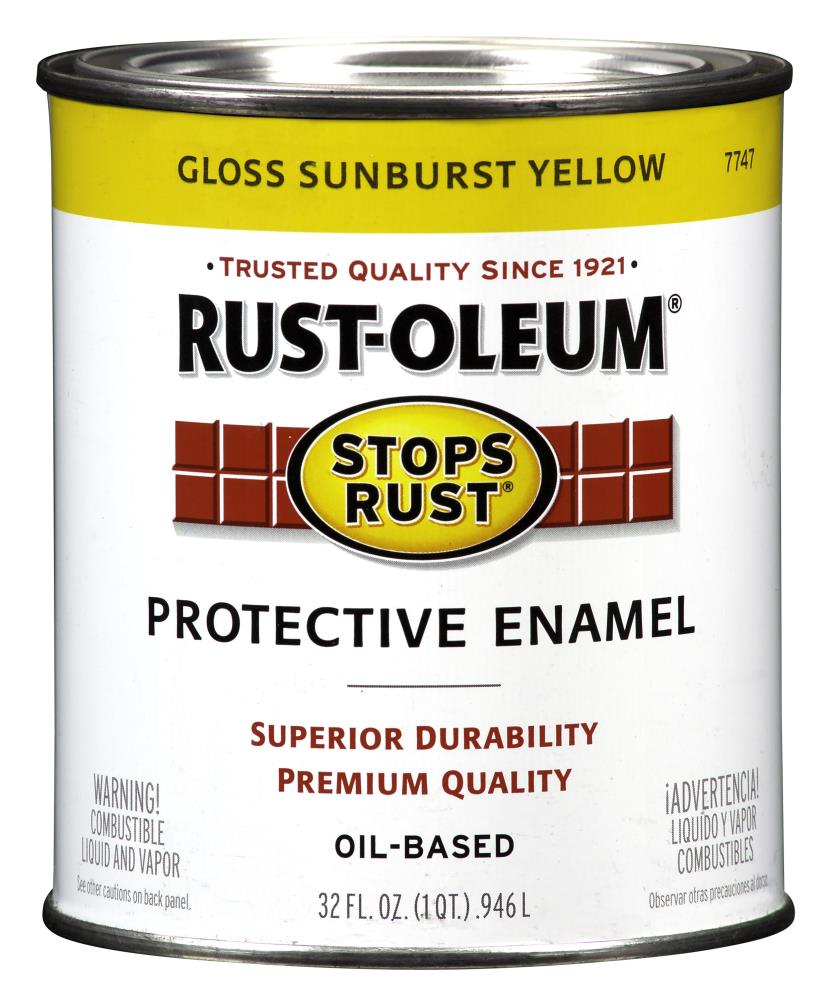 GLOSS SUNBURST YELLOW 7747
• TRUSTED QUALITY SINCE 1921 •
RUST-OLEUM®
STOPS
RUST®
PROTECTIVE ENAMEL
SUPERIOR DURABILITY
PREMIUM QUALITY
OIL-BASED
32 FL. OZ. (1 QT.) .946 L
WARNING!
COMBUSTIBLE
LIQUID AND VAPOR
See other cautions on back panel.
¡ADVERTENCIA!
LIQUIDO Y VAPOR
COMBUSTIBLES
Observar otras precauciones al dorso.